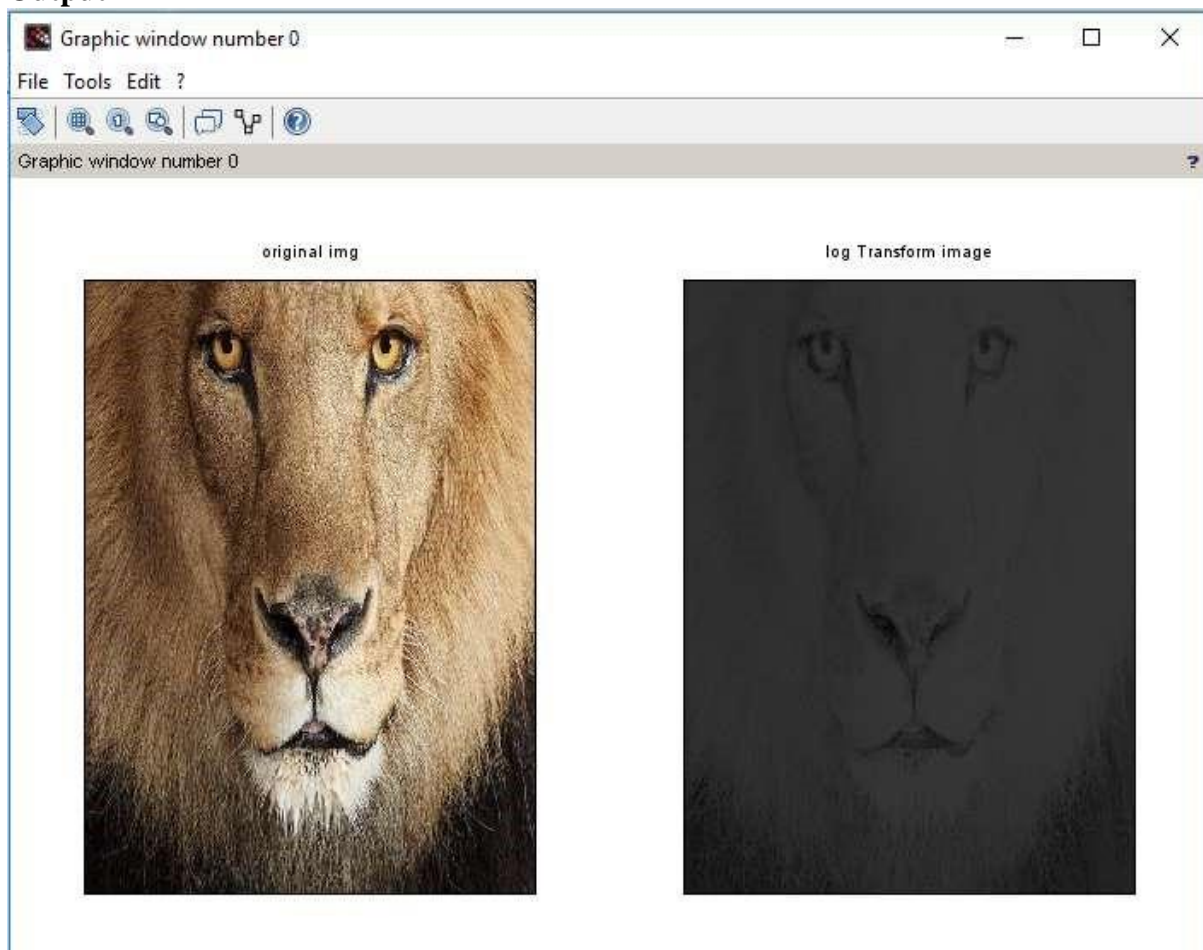 Graphic window number 0
File Tools Edit ?
Graphic window number 0 ?
original img log Transform image